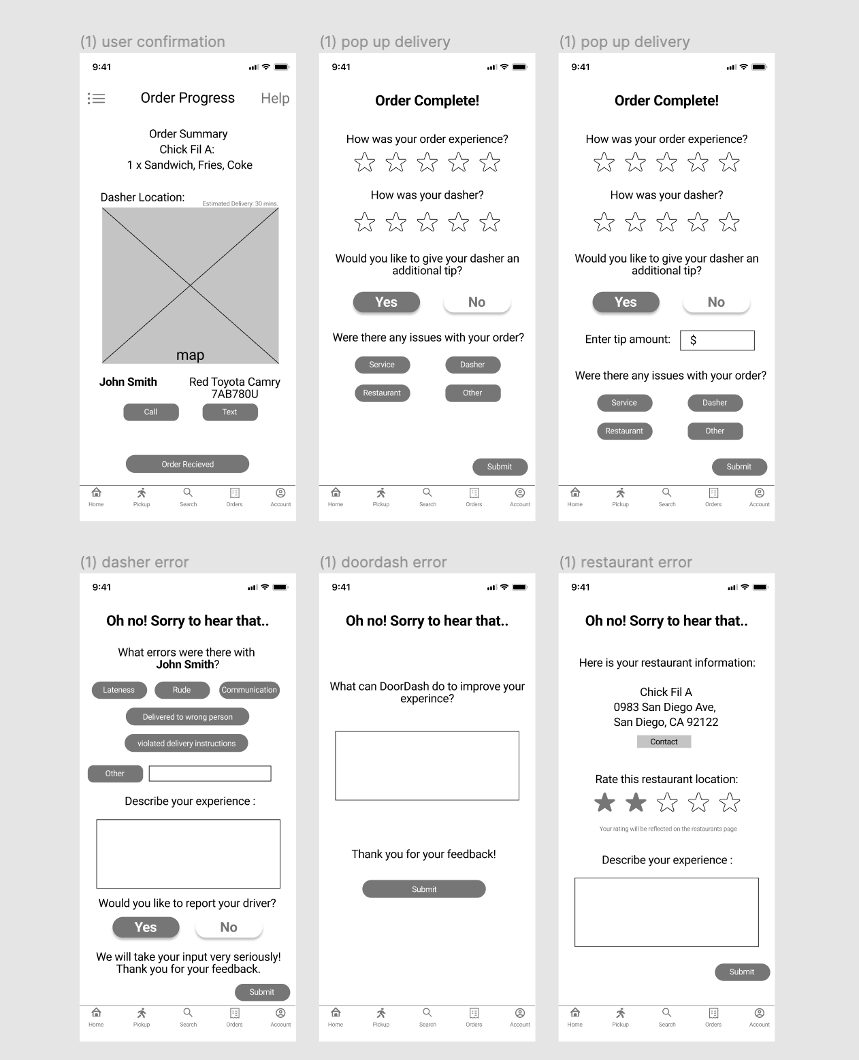 (1) user confirmation
9:41
Order Progress
Help
Order Summary
Chick Fil A:
1 x Sandwich, Fries, Coke
Dasher Location:
Estimated Delivery: 30 mins.
map
John Smith
Red Toyota Camry
7AB780U
Call
Text
Order Recieved
Home
Pickup
Search
Orders
Account
(1) pop up delivery
9:41
Order Complete!
How was your order experience?
How was your dasher?
Would you like to give your dasher an
additional tip?
Yes
No
Were there any issues with your order?
Service
Dasher
Restaurant
Other
Submit
Home
Pickup
Search
Orders
Account
(1) pop up delivery
9:41
Order Complete!
How was your order experience?
How was your dasher?
Would you like to give your dasher an
additional tip?
Yes
No
Enter tip amount:
$
Were there any issues with your order?
Service
Dasher
Restaurant
Other
Submit
Home
Pickup
Search
Orders
Account
(1) dasher error
9:41
Oh no! Sorry to hear that..
What errors were there with
John Smith?
Lateness
Rude
Communication
Delivered to wrong person
violated delivery instructions
Other
Describe your experience :
Would you like to report your driver?
Yes
No
We will take your input very seriously!
Thank you for your feedback.
Submit
Home
Pickup
Search
Orders
Account
(1) doordash error
9:41
Oh no! Sorry to hear that..
What can DoorDash do to improve your
experince?
Thank you for your feedback!
Submit
Home
Pickup
Search
Orders
Account
(1) restaurant error
9:41
Oh no! Sorry to hear that..
Here is your restaurant information:
Chick Fil A
0983 San Diego Ave,
San Diego, CA 92122
Contact
Rate this restaurant location:
Your rating will be reflected on the restaurants page
Describe your experience :
Submit
Home
Pickup
Search
Orders
Account